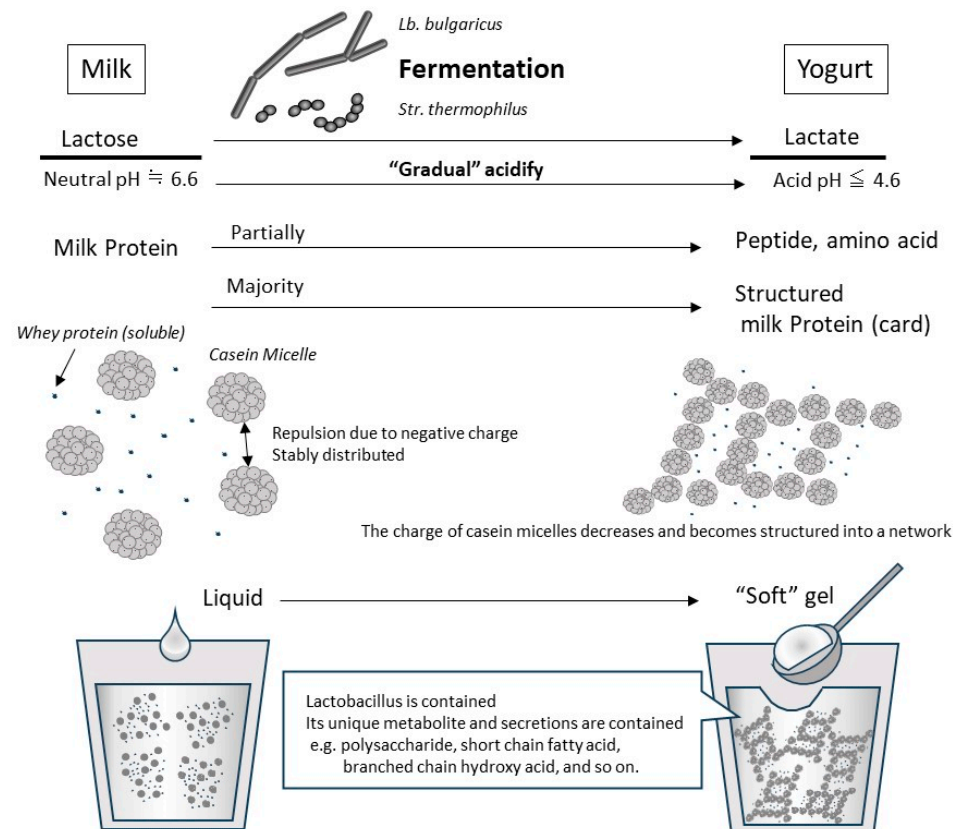 Lb. bulgaricus
Milk
Fermentation
Yogurt
Str. thermophilus
Lactose
Lactate
Neutral pH ≒ 6.6
“Gradual” acidify
Acid pH ≦ 4.6
Milk Protein
Partially
Peptide, amino acid
Majority
Structured
milk Protein (card)
Whey protein (soluble)
Casein Micelle
Repulsion due to negative charge
Stably distributed
The charge of casein micelles decreases and becomes structured into a network
Liquid
“Soft” gel
Lactobacillus is contained
Its unique metabolite and secretions are contained
e.g. polysaccharide, short chain fatty acid,
branched chain hydroxy acid, and so on.